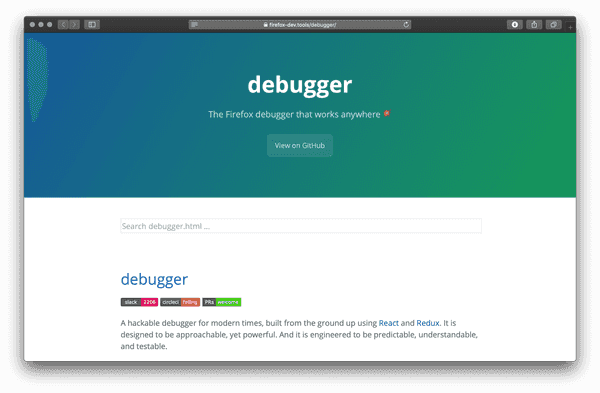 firefox-dev.tools/debugger/
debugger
The Firefox debugger that works anywhere
View on GitHub
Search debugger.html ...
debugger
slack 2206 circleci failing PRs welcome
A hackable debugger for modern times, built from the ground up using React and Redux. It is
designed to be approachable, yet powerful. And it is engineered to be predictable, understandable,
and testable.